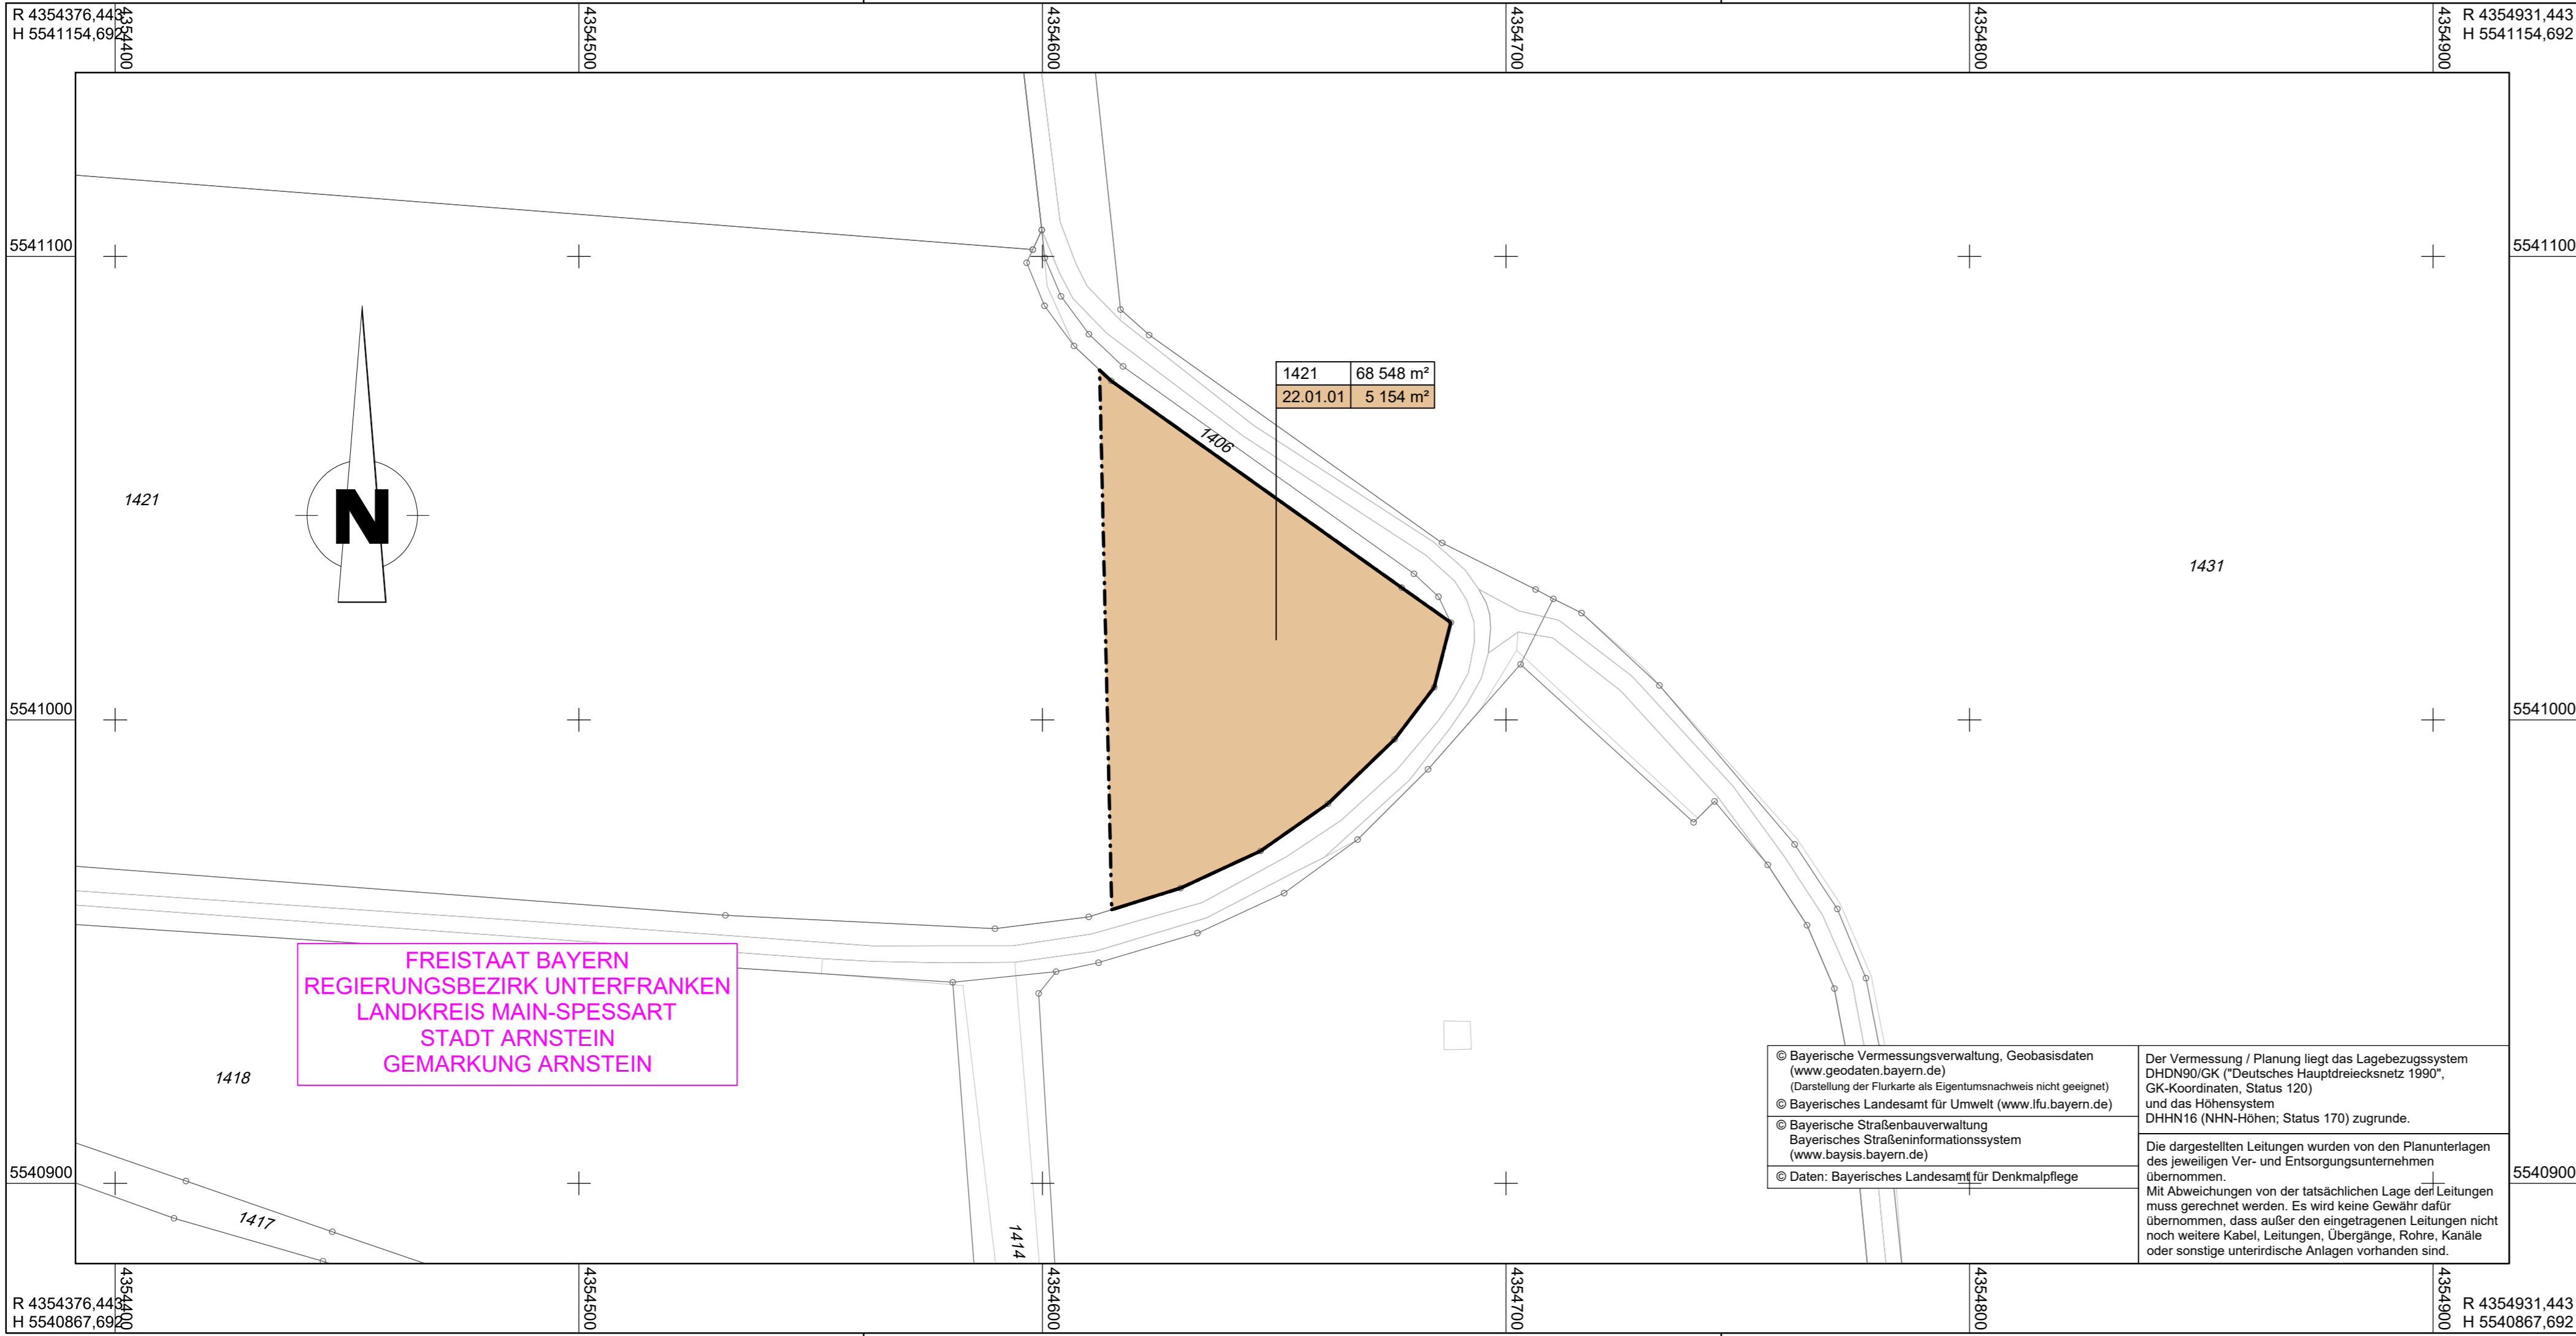 R 4354376,443
H 5541154,692
4354400
4354500
4354600
4354700
4354800
4354900
R 4354931,443
H 5541154,692
5541100
5541100
1421 68 548 m²
22.01.01 5 154 m²
1406
1421
N
1431
5541000
5541000
FREISTAAT BAYERN
REGIERUNGSBEZIRK UNTERFRANKEN
LANDKREIS MAIN-SPESSART
STADT ARNSTEIN
GEMARKUNG ARNSTEIN
1418
1417
1414
5540900
5540900
© Bayerische Vermessungsverwaltung, Geobasisdaten
(www.geodaten.bayern.de)
(Darstellung der Flurkarte als Eigentumsnachweis nicht geeignet)
© Bayerisches Landesamt für Umwelt (www.lfu.bayern.de)
© Bayerische Straßenbauverwaltung
Bayerisches Straßeninformationssystem
(www.baysis.bayern.de)
© Daten: Bayerisches Landesamt für Denkmalpflege
Der Vermessung / Planung liegt das Lagebezugssystem
DHDN90/GK ("Deutsches Hauptdreiecksnetz 1990",
GK-Koordinaten, Status 120)
und das Höhensystem
DHHN16 (NHN-Höhen; Status 170) zugrunde.
Die dargestellten Leitungen wurden von den Planunterlagen
des jeweiligen Ver- und Entsorgungsunternehmen
übernommen.
Mit Abweichungen von der tatsächlichen Lage der Leitungen
muss gerechnet werden. Es wird keine Gewähr dafür
übernommen, dass außer den eingetragenen Leitungen nicht
noch weitere Kabel, Leitungen, Übergänge, Rohre, Kanäle
oder sonstige unterirdische Anlagen vorhanden sind.
R 4354376,443
H 5540867,692
4354400
4354500
4354600
4354700
4354800
4354900
R 4354931,443
H 5540867,692